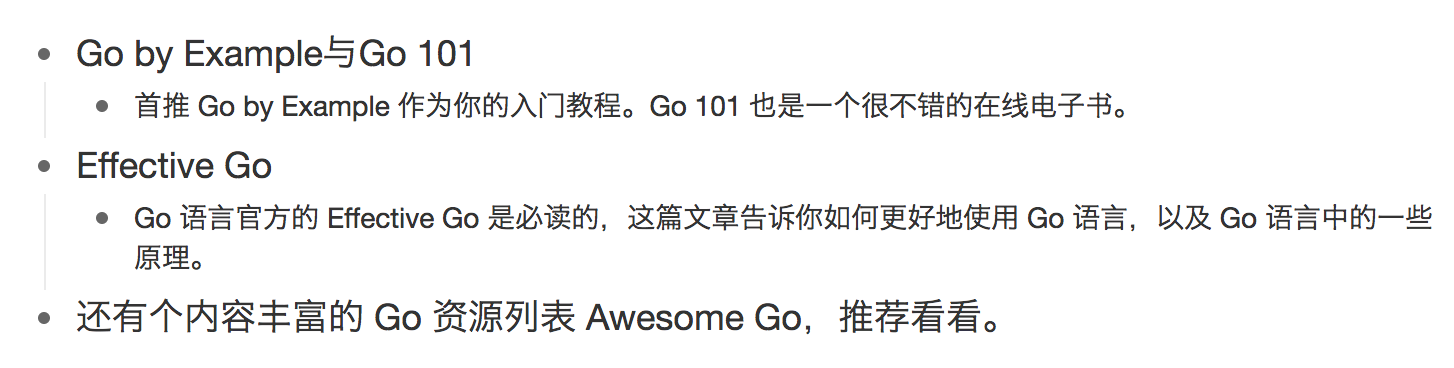 Go by Example与Go 101
首推 Go by Example 作为你的入门教程。Go 101 也是一个很不错的在线电子书。
Effective Go
Go 语言官方的 Effective Go 是必读的，这篇文章告诉你如何更好地使用 Go 语言，以及 Go 语言中的一些
原理。
还有个内容丰富的 Go 资源列表 Awesome Go，推荐看看。